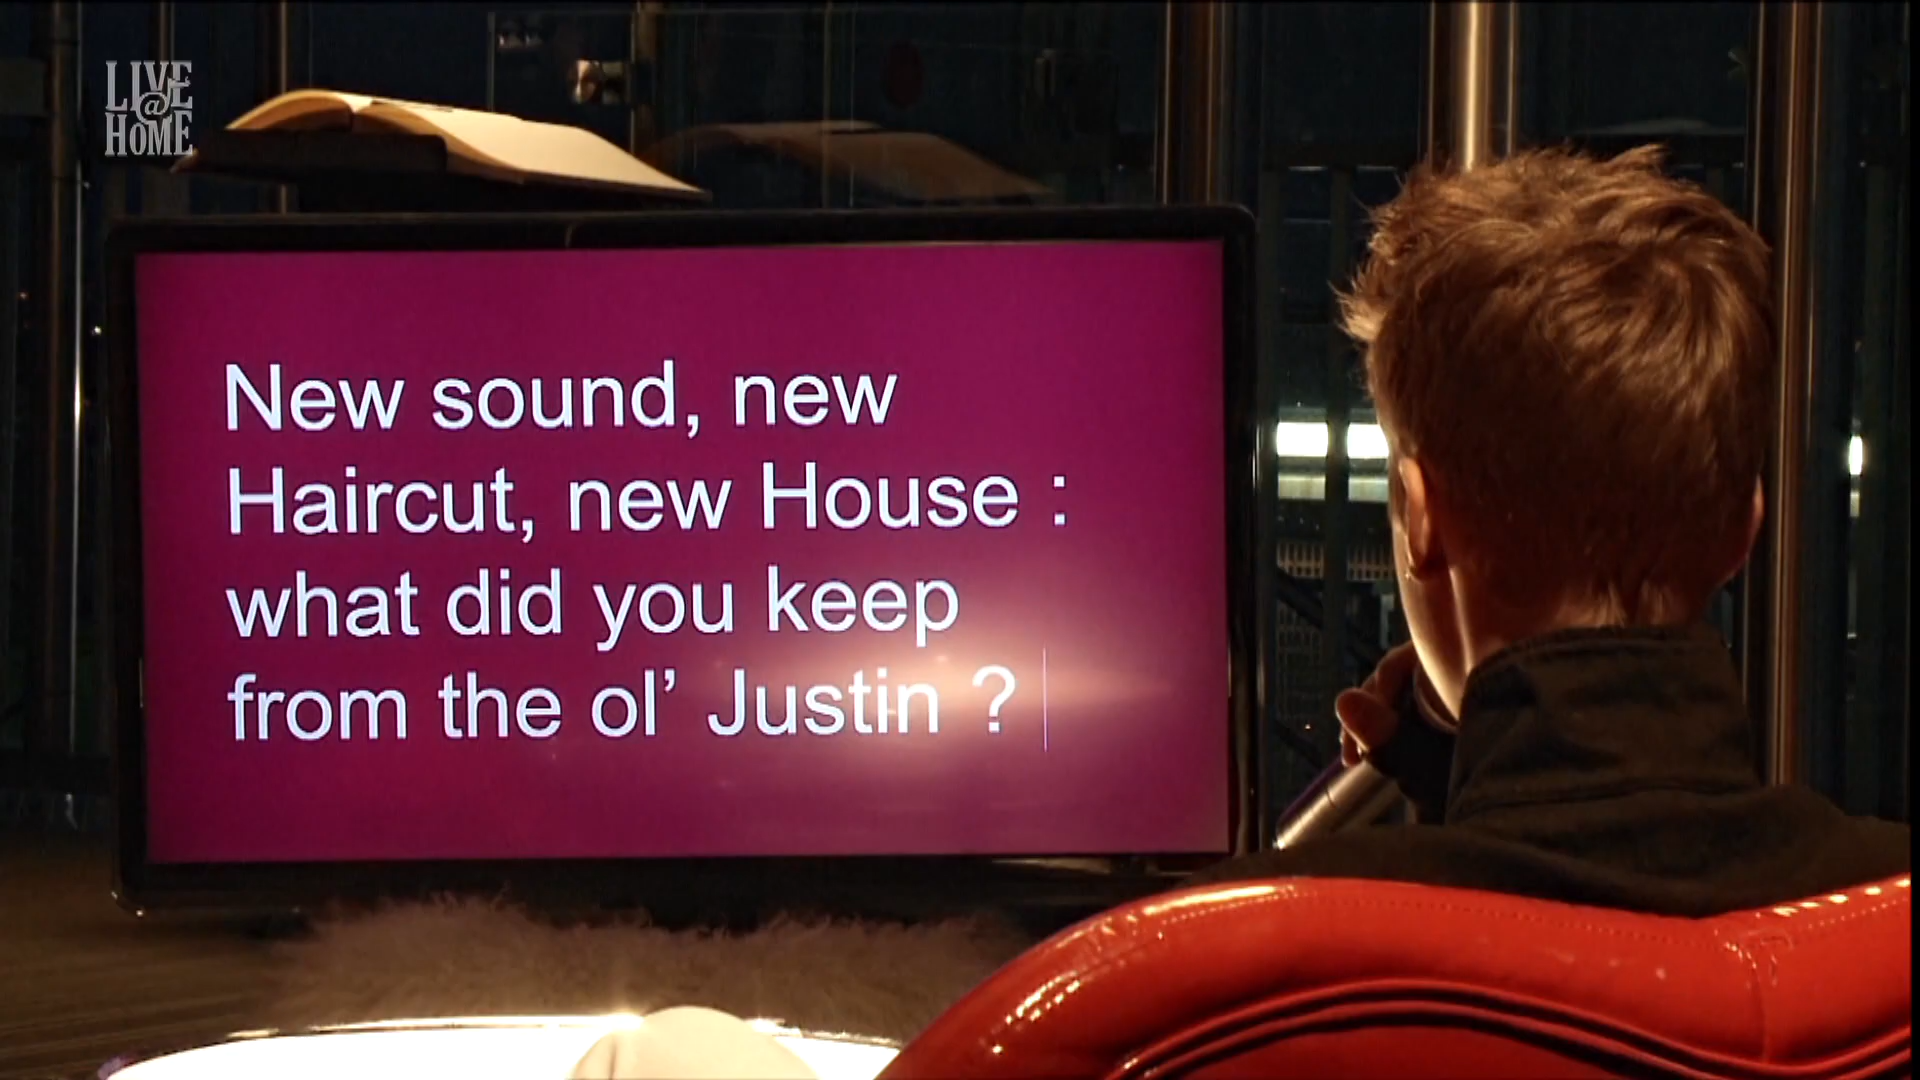 LIVE
@
HOME
New sound, new
Haircut, new House :
what did you keep
from the ol’ Justin ?